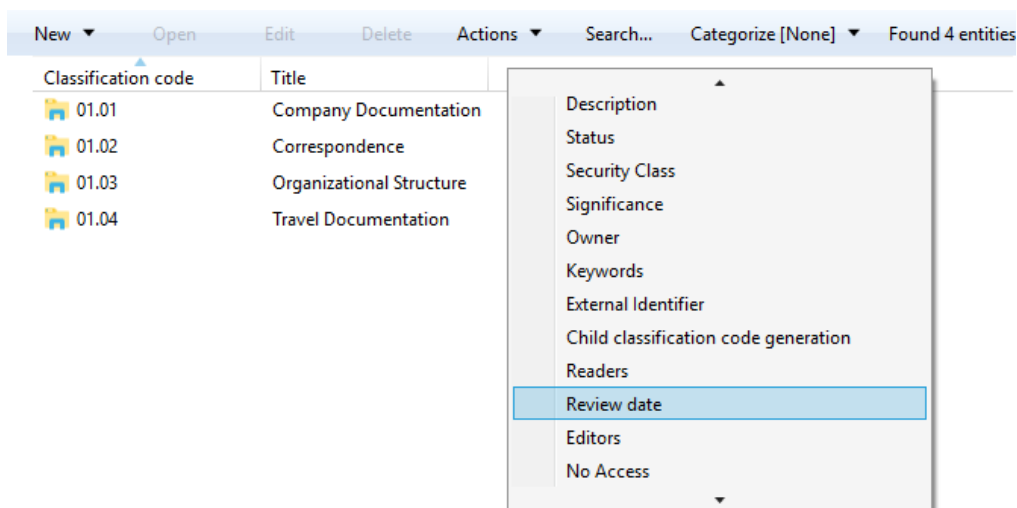 New Open Edit Delete Actions Search... Categorize [None] Found 4 entities
Classification code Title
01.01 Company Documentation
01.02 Correspondence
01.03 Organizational Structure
01.04 Travel Documentation
Description
Status
Security Class
Significance
Owner
Keywords
External Identifier
Child classification code generation
Readers
Review date
Editors
No Access